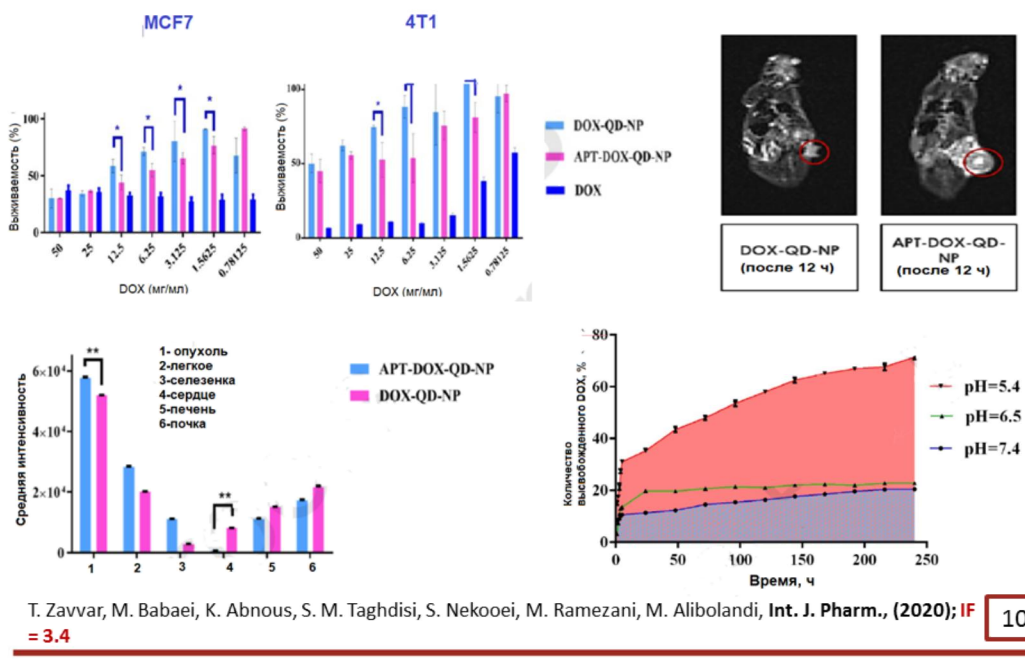 MCF7
4T1
Выживаемость (%)
100
50
0
50
25
12.5
6.25
3.125
1.5625
0.78125
DOX (мг/мл)
*
*
*
*
Выживаемость (%)
100
50
0
50
25
12.5
6.25
3.125
1.5625
0.78125
DOX (мг/мл)
*
DOX-QD-NP
APT-DOX-QD-NP
DOX
DOX-QD-NP
(после 12 ч)
APT-DOX-QD-
NP
(после 12 ч)
Средняя интенсивность
6×10⁴
4×10⁴
2×10⁴
0
**
**
1
2
3
4
5
6
1- опухоль
2-легкое
3-селезенка
4-сердце
5-печень
6-почка
APT-DOX-QD-NP
DOX-QD-NP
Количество
высвобожденного DOX, %
80
60
40
20
0
0
50
100
150
200
250
Время, ч
pH=5.4
pH=6.5
pH=7.4
T. Zavvar, M. Babaei, K. Abnous, S. M. Taghdisi, S. Nekooei, M. Ramezani, M. Alibolandi, Int. J. Pharm., (2020); IF
= 3.4
10